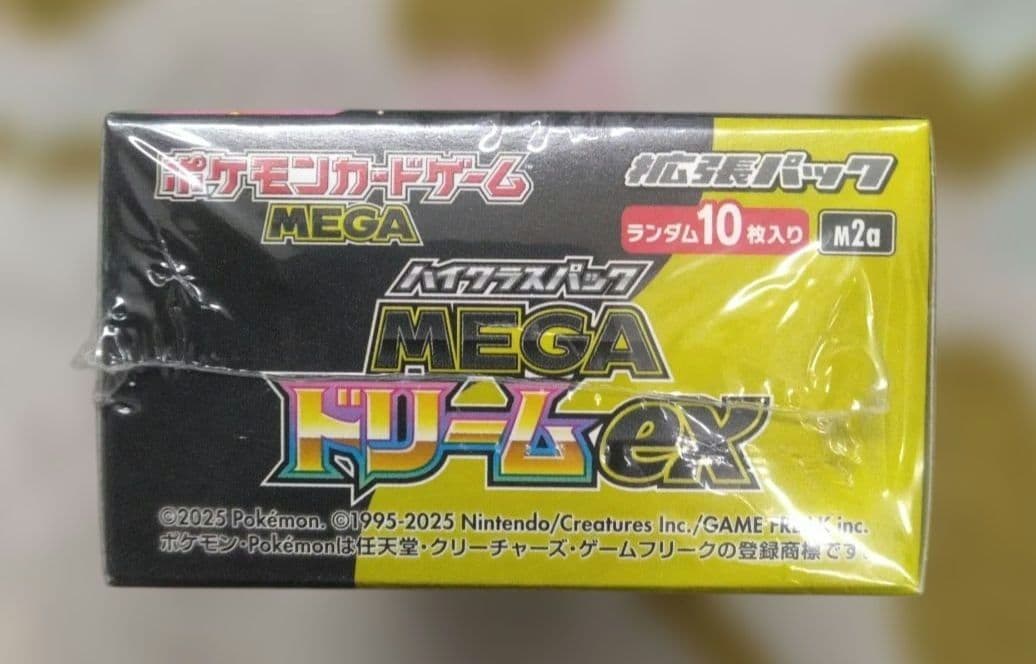 ポケモンカードゲーム™
MEGA
拡張パック
ランダム10枚入り
M2a
ハイクラスパック
MEGA
ドリームex
©2025 Pokémon. ©1995-2025 Nintendo/Creatures Inc./GAME FREAK inc.
ポケモン・Pokémonは任天堂・クリーチャーズ・ゲームフリークの登録商標です。